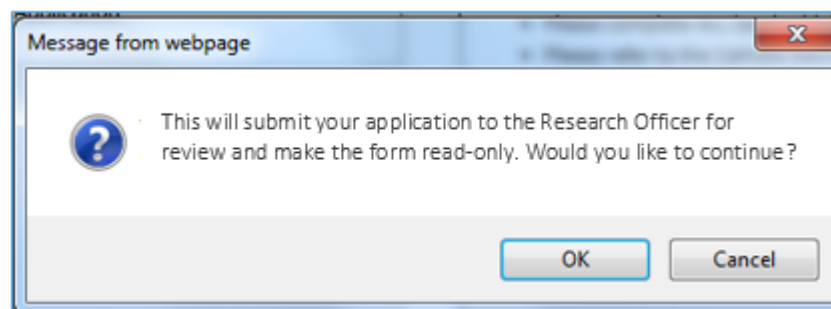 Message from webpage
This will submit your application to the Research Officer for
review and make the form read-only. Would you like to continue?
OK
Cancel